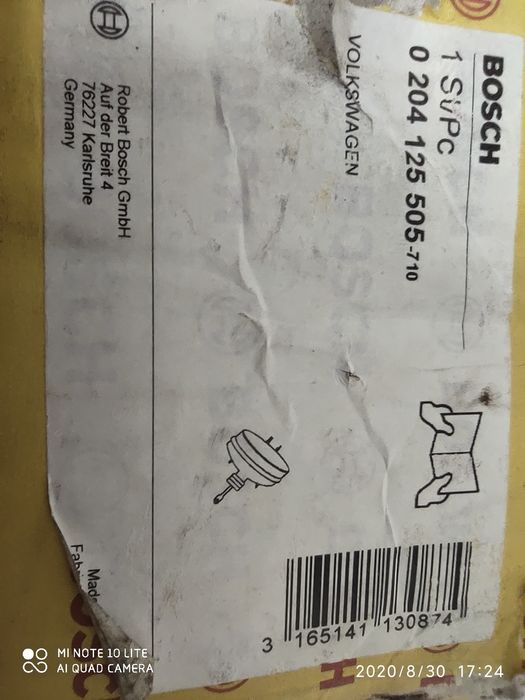 BOSCH
1 St/Pc
0 204 125 505-710
VOLKSWAGEN
Robert Bosch GmbH
Auf der Breit 4
76227 Karlsruhe
Germany
3 165141 130874
Made
MI NOTE 10 LITE
AI QUAD CAMERA
2020/8/30 17:24